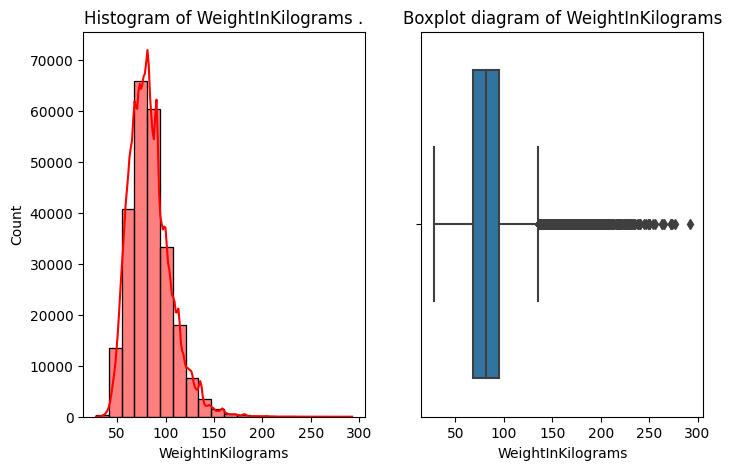 Histogram of WeightInKilograms .
Count
70000
60000
50000
40000
30000
20000
10000
0
50 100 150 200 250 300
WeightInKilograms
Boxplot diagram of WeightInKilograms
50 100 150 200 250 300
WeightInKilograms